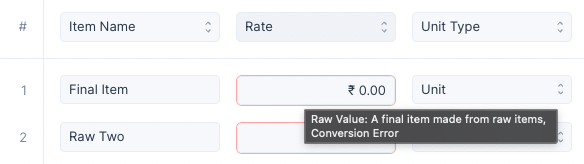 # Item Name Rate Unit Type
1 Final Item ₹ 0.00 Unit
Raw Value: A final item made from raw items,
Conversion Error
2 Raw Two